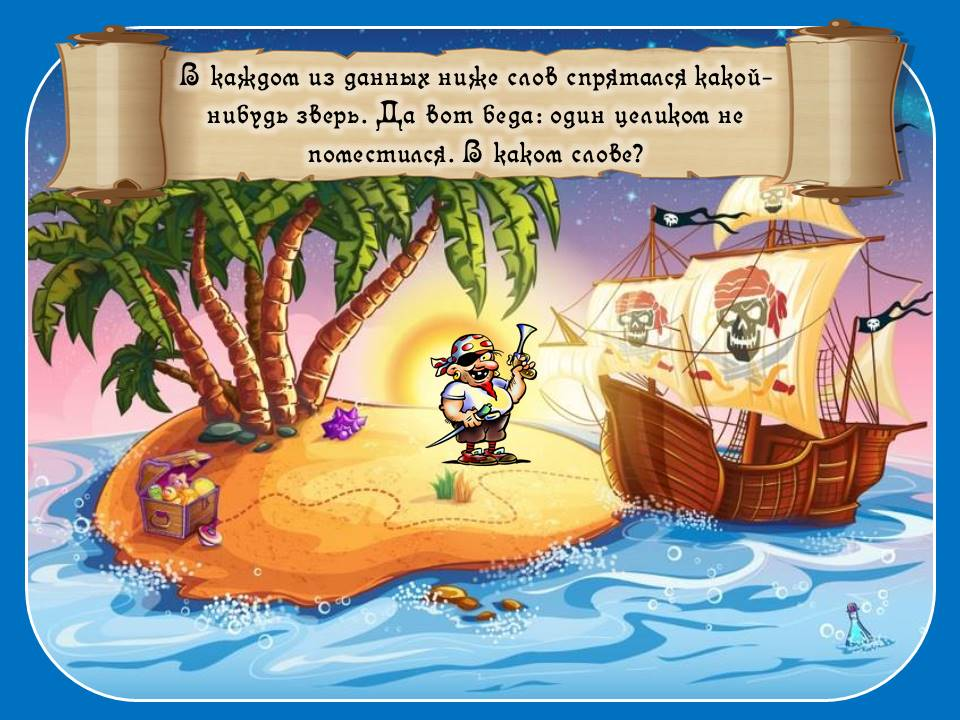 В каждом из данных ниже слов спрятался какой-
нибудь зверь. Да вот беда: один целиком не
поместился. В каком слове?